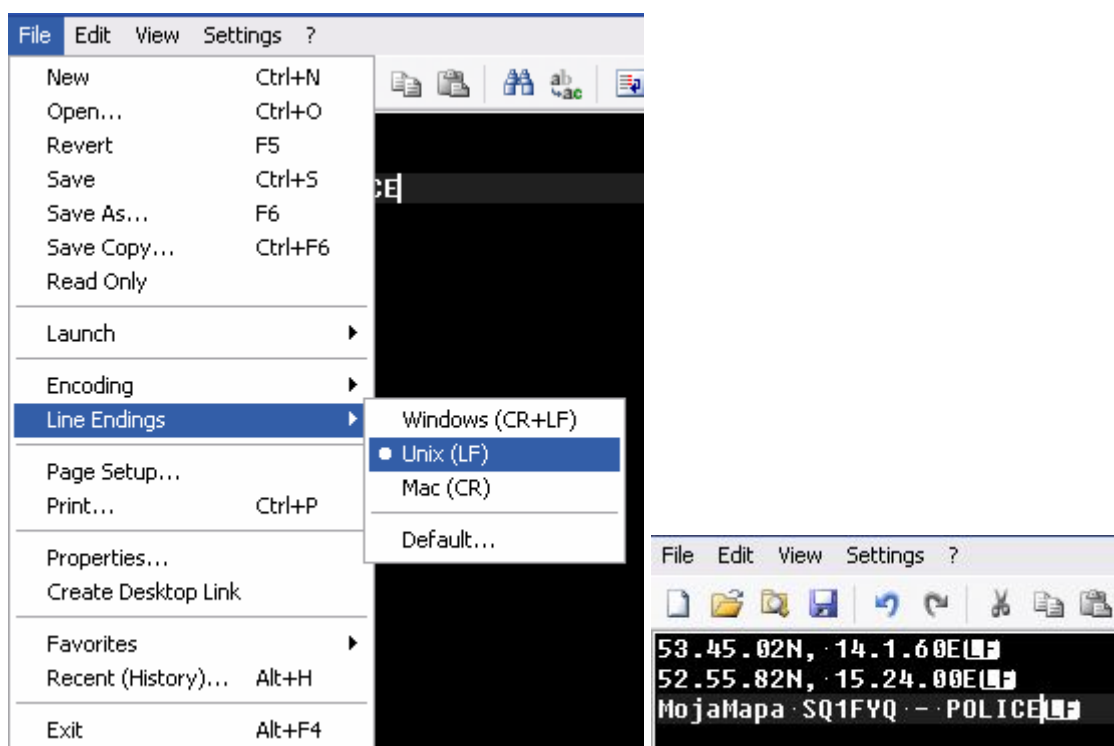 File Edit View Settings ?
New Ctrl+N
Open... Ctrl+O
Revert F5
Save Ctrl+S
Save As... F6
Save Copy... Ctrl+F6
Read Only
Launch
Encoding
Line Endings
Page Setup...
Print... Ctrl+P
Properties...
Create Desktop Link
Favorites
Recent (History)... Alt+H
Exit Alt+F4
ab
ac
CE
Windows (CR+LF)
Unix (LF)
Mac (CR)
Default...
File Edit View Settings ?
53.45.02N, 14.1.60E LF
52.55.82N, 15.24.00E LF
MojaMapa SQ1FYQ - POLICE LF